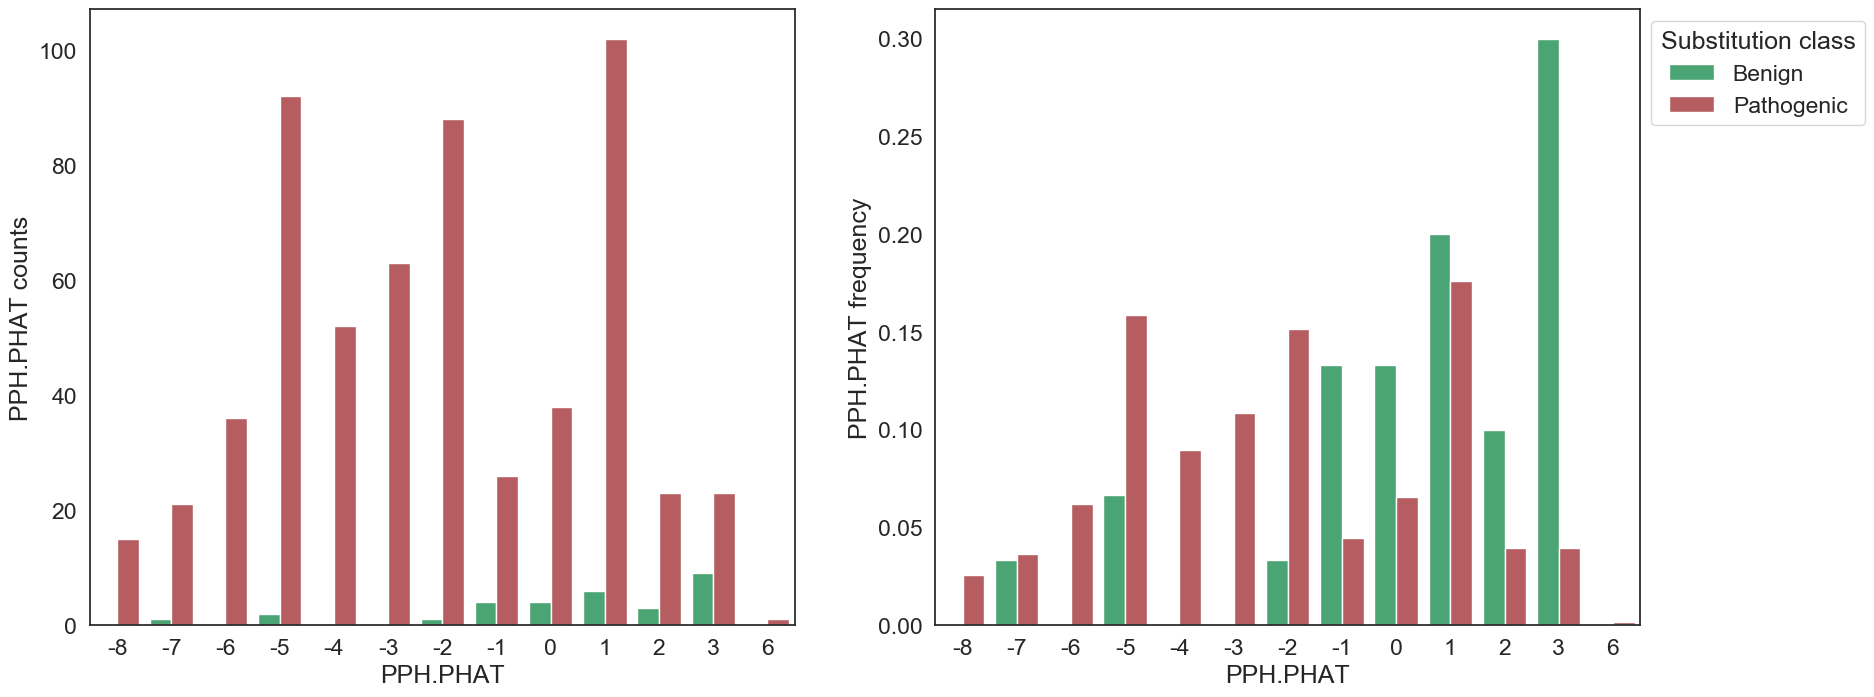 PPH.PHAT counts
100
80
60
40
20
0
-8 -7 -6 -5 -4 -3 -2 -1 0 1 2 3 6
PPH.PHAT
PPH.PHAT frequency
0.30
0.25
0.20
0.15
0.10
0.05
0.00
-8 -7 -6 -5 -4 -3 -2 -1 0 1 2 3 6
PPH.PHAT
Substitution class
Benign
Pathogenic